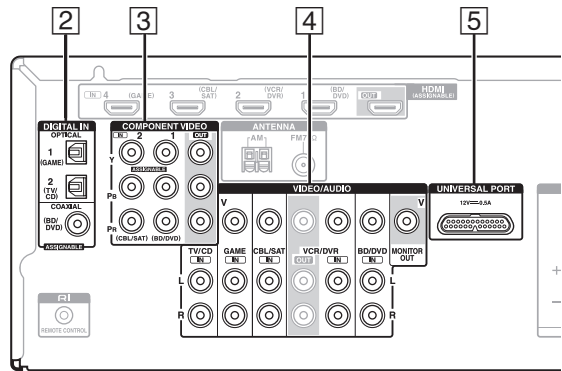 2 3 4 5
IN 4 (GAME) 3 (CBL/SAT) 2 (VCR/DVR) 1 (BD/DVD) OUT HDMI (ASSIGNABLE)
DIGITAL IN
OPTICAL
1
(GAME)
2
(TV/
CD)
COAXIAL
(BD/
DVD)
ASSIGNABLE
COMPONENT VIDEO
IN 2 1 OUT
Y
ASSIGNABLE
PB
PR
(CBL/SAT) (BD/DVD)
ANTENNA
AM FM75Ω
VIDEO/AUDIO
V V
TV/CD GAME CBL/SAT VCR/DVR BD/DVD MONITOR
IN IN IN OUT IN IN OUT
L L
R R
UNIVERSAL PORT
12V 0.5A
RI
REMOTE CONTROL
+
−